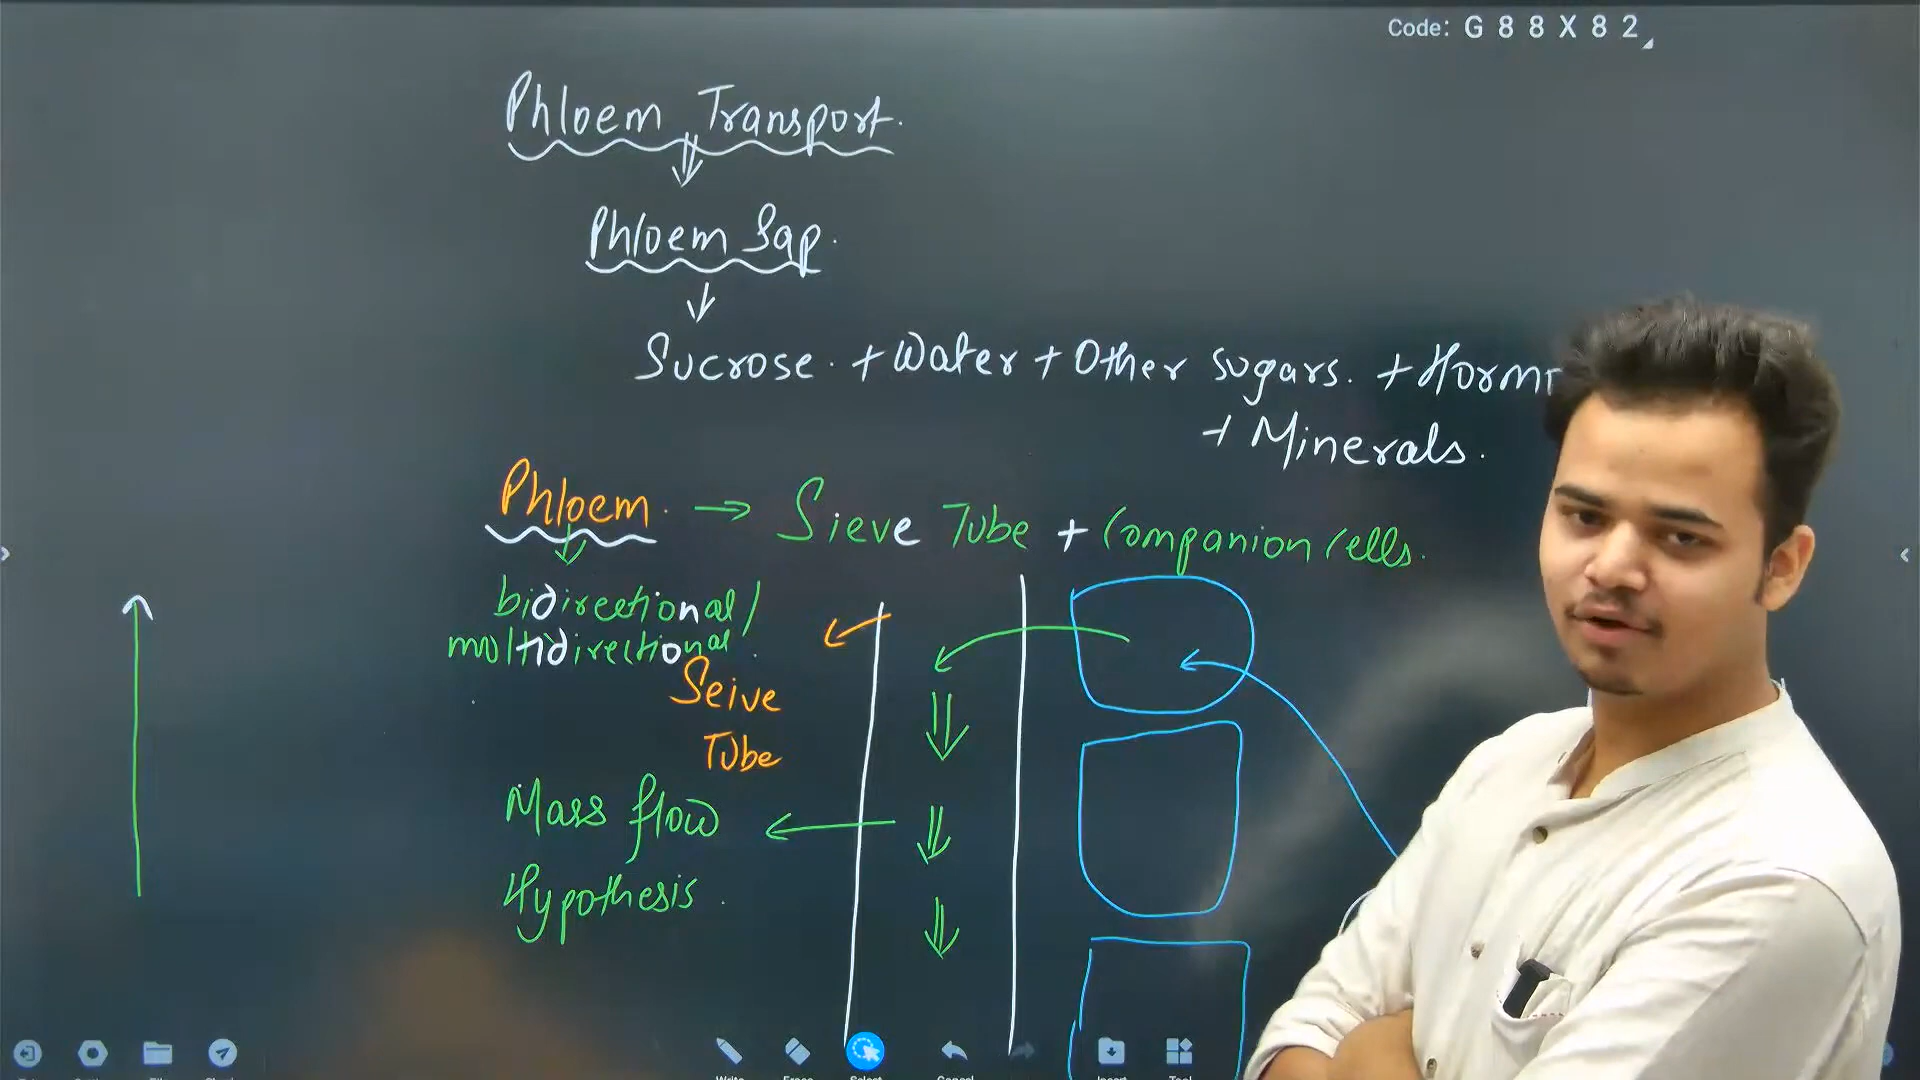 Code: G 8 8 X 8 2
Phloem Transport.
Phloem Sap.
Sucrose. + Water + Other sugars. +
+ Minerals.
Phloem. → Sieve Tube + Companion Cells.
bidirectional/
multidirectional.
Seive
Tube
Mass flow
Hypothesis.